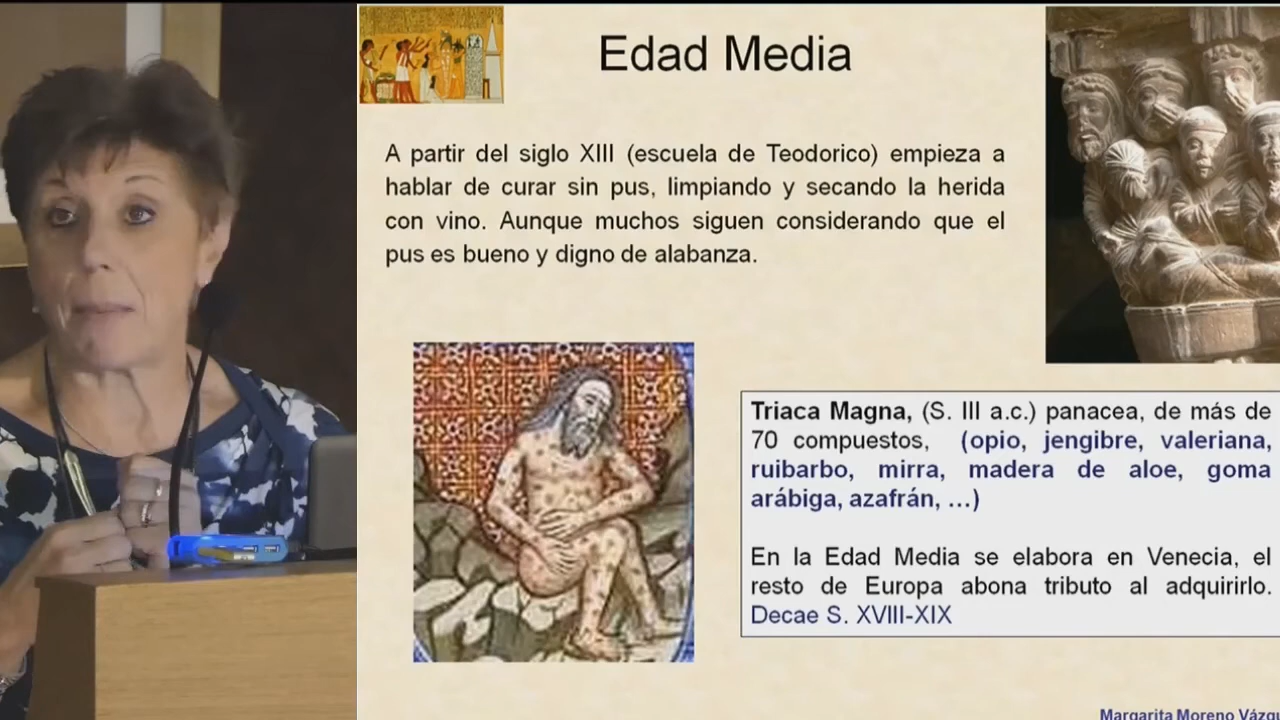 Edad Media
A partir del siglo XIII (escuela de Teodorico) empieza a
hablar de curar sin pus, limpiando y secando la herida
con vino. Aunque muchos siguen considerando que el
pus es bueno y digno de alabanza.
Triaca Magna, (S. III a.c.) panacea, de más de
70 compuestos, (opio, jengibre, valeriana,
ruibarbo, mirra, madera de aloe, goma
arábiga, azafrán, ...)
En la Edad Media se elabora en Venecia, el
resto de Europa abona tributo al adquirirlo.
Decae S. XVIII-XIX
Margarita Moreno